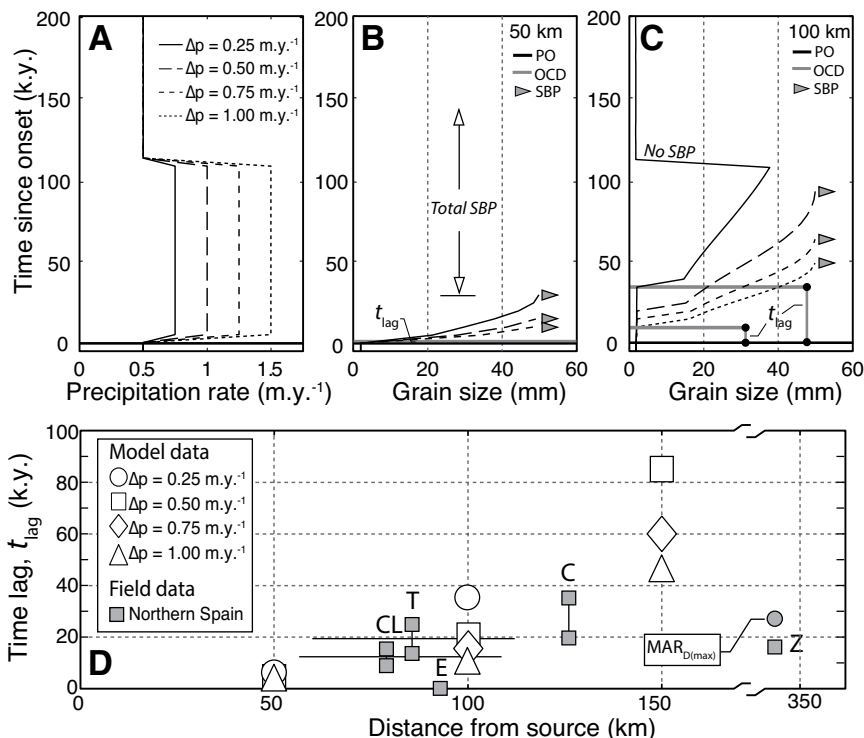 A
Δp = 0.25 m.y.⁻¹
Δp = 0.50 m.y.⁻¹
Δp = 0.75 m.y.⁻¹
Δp = 1.00 m.y.⁻¹
Time since onset (k.y.)
200
150
100
50
0
0
0.5
1
1.5
Precipitation rate (m.y.⁻¹)
B
50 km
PO
OCD
SBP
Total SBP
t lag
200
150
100
50
0
0
20
40
60
Grain size (mm)
C
100 km
PO
OCD
SBP
No SBP
t lag
200
150
100
50
0
0
20
40
60
Grain size (mm)
Time lag, t lag (k.y.)
100
80
60
40
20
0
Model data
Δp = 0.25 m.y.⁻¹
Δp = 0.50 m.y.⁻¹
Δp = 0.75 m.y.⁻¹
Δp = 1.00 m.y.⁻¹
Field data
Northern Spain
D
CL
T
E
C
MAR D(max)
Z
0
50
100
150
350
Distance from source (km)